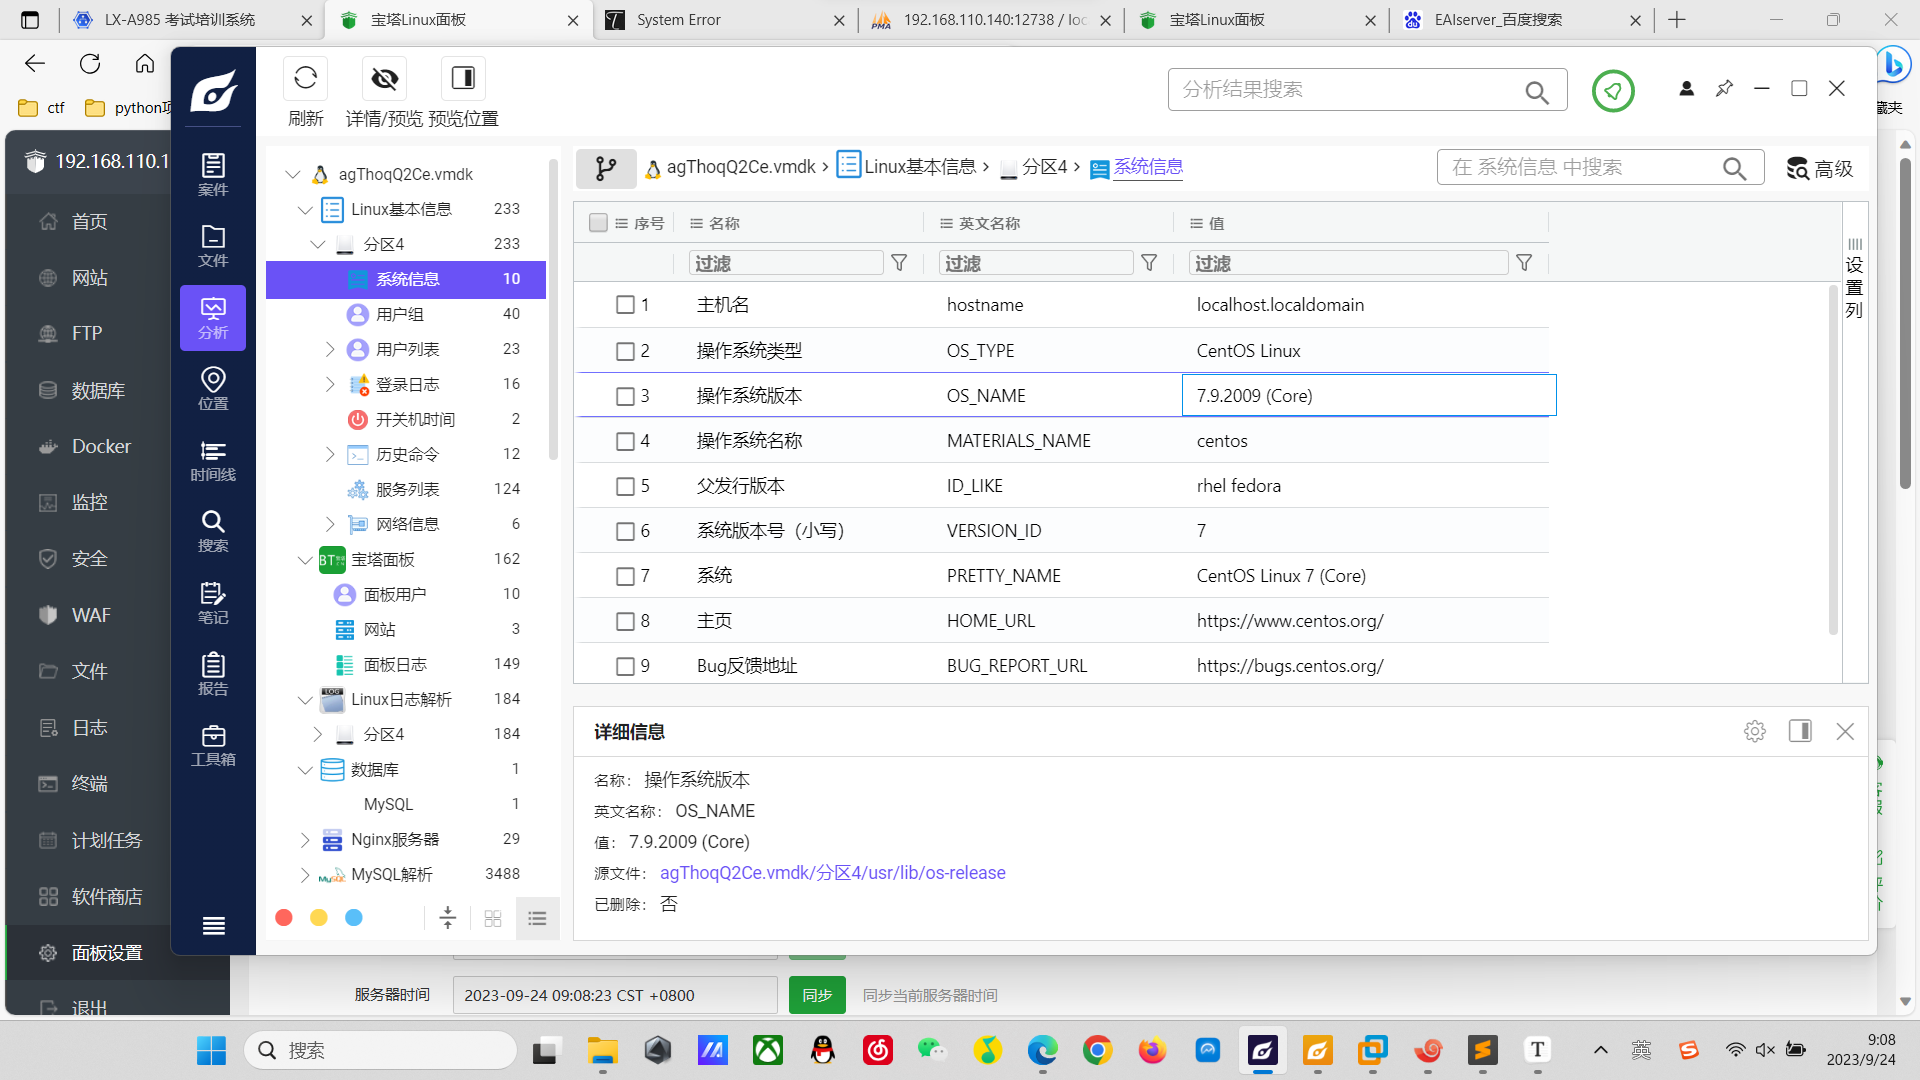 LX-A985 考试培训系统
宝塔Linux面板
System Error
192.168.110.140:12738 / loc
宝塔Linux面板
EAIserver_百度搜索
ctf
python项
藏夹
192.168.110.1
首页
网站
FTP
数据库
Docker
监控
安全
WAF
文件
日志
终端
计划任务
软件商店
面板设置
退出
案件
文件
分析
位置
时间线
搜索
笔记
报告
工具箱
刷新
详情/预览
预览位置
分析结果搜索
agThoqQ2Ce.vmdk
Linux基本信息 233
分区4 233
系统信息 10
用户组 40
用户列表 23
登录日志 16
开关机时间 2
历史命令 12
服务列表 124
网络信息 6
宝塔面板 162
面板用户 10
网站 3
面板日志 149
Linux日志解析 184
分区4 184
数据库 1
MySQL 1
Nginx服务器 29
MySQL解析 3488
agThoqQ2Ce.vmdk › Linux基本信息 › 分区4 › 系统信息
在 系统信息 中搜索
高级
序号 名称 英文名称 值
过滤 过滤 过滤
1 主机名 hostname localhost.localdomain
2 操作系统类型 OS_TYPE CentOS Linux
3 操作系统版本 OS_NAME 7.9.2009 (Core)
4 操作系统名称 MATERIALS_NAME centos
5 父发行版本 ID_LIKE rhel fedora
6 系统版本号（小写） VERSION_ID 7
7 系统 PRETTY_NAME CentOS Linux 7 (Core)
8 主页 HOME_URL https://www.centos.org/
9 Bug反馈地址 BUG_REPORT_URL https://bugs.centos.org/
设置列
详细信息
名称： 操作系统版本
英文名称： OS_NAME
值： 7.9.2009 (Core)
源文件： agThoqQ2Ce.vmdk/分区4/usr/lib/os-release
已删除： 否
服务器时间
2023-09-24 09:08:23 CST +0800
同步
同步当前服务器时间
搜索
英
9:08
2023/9/24